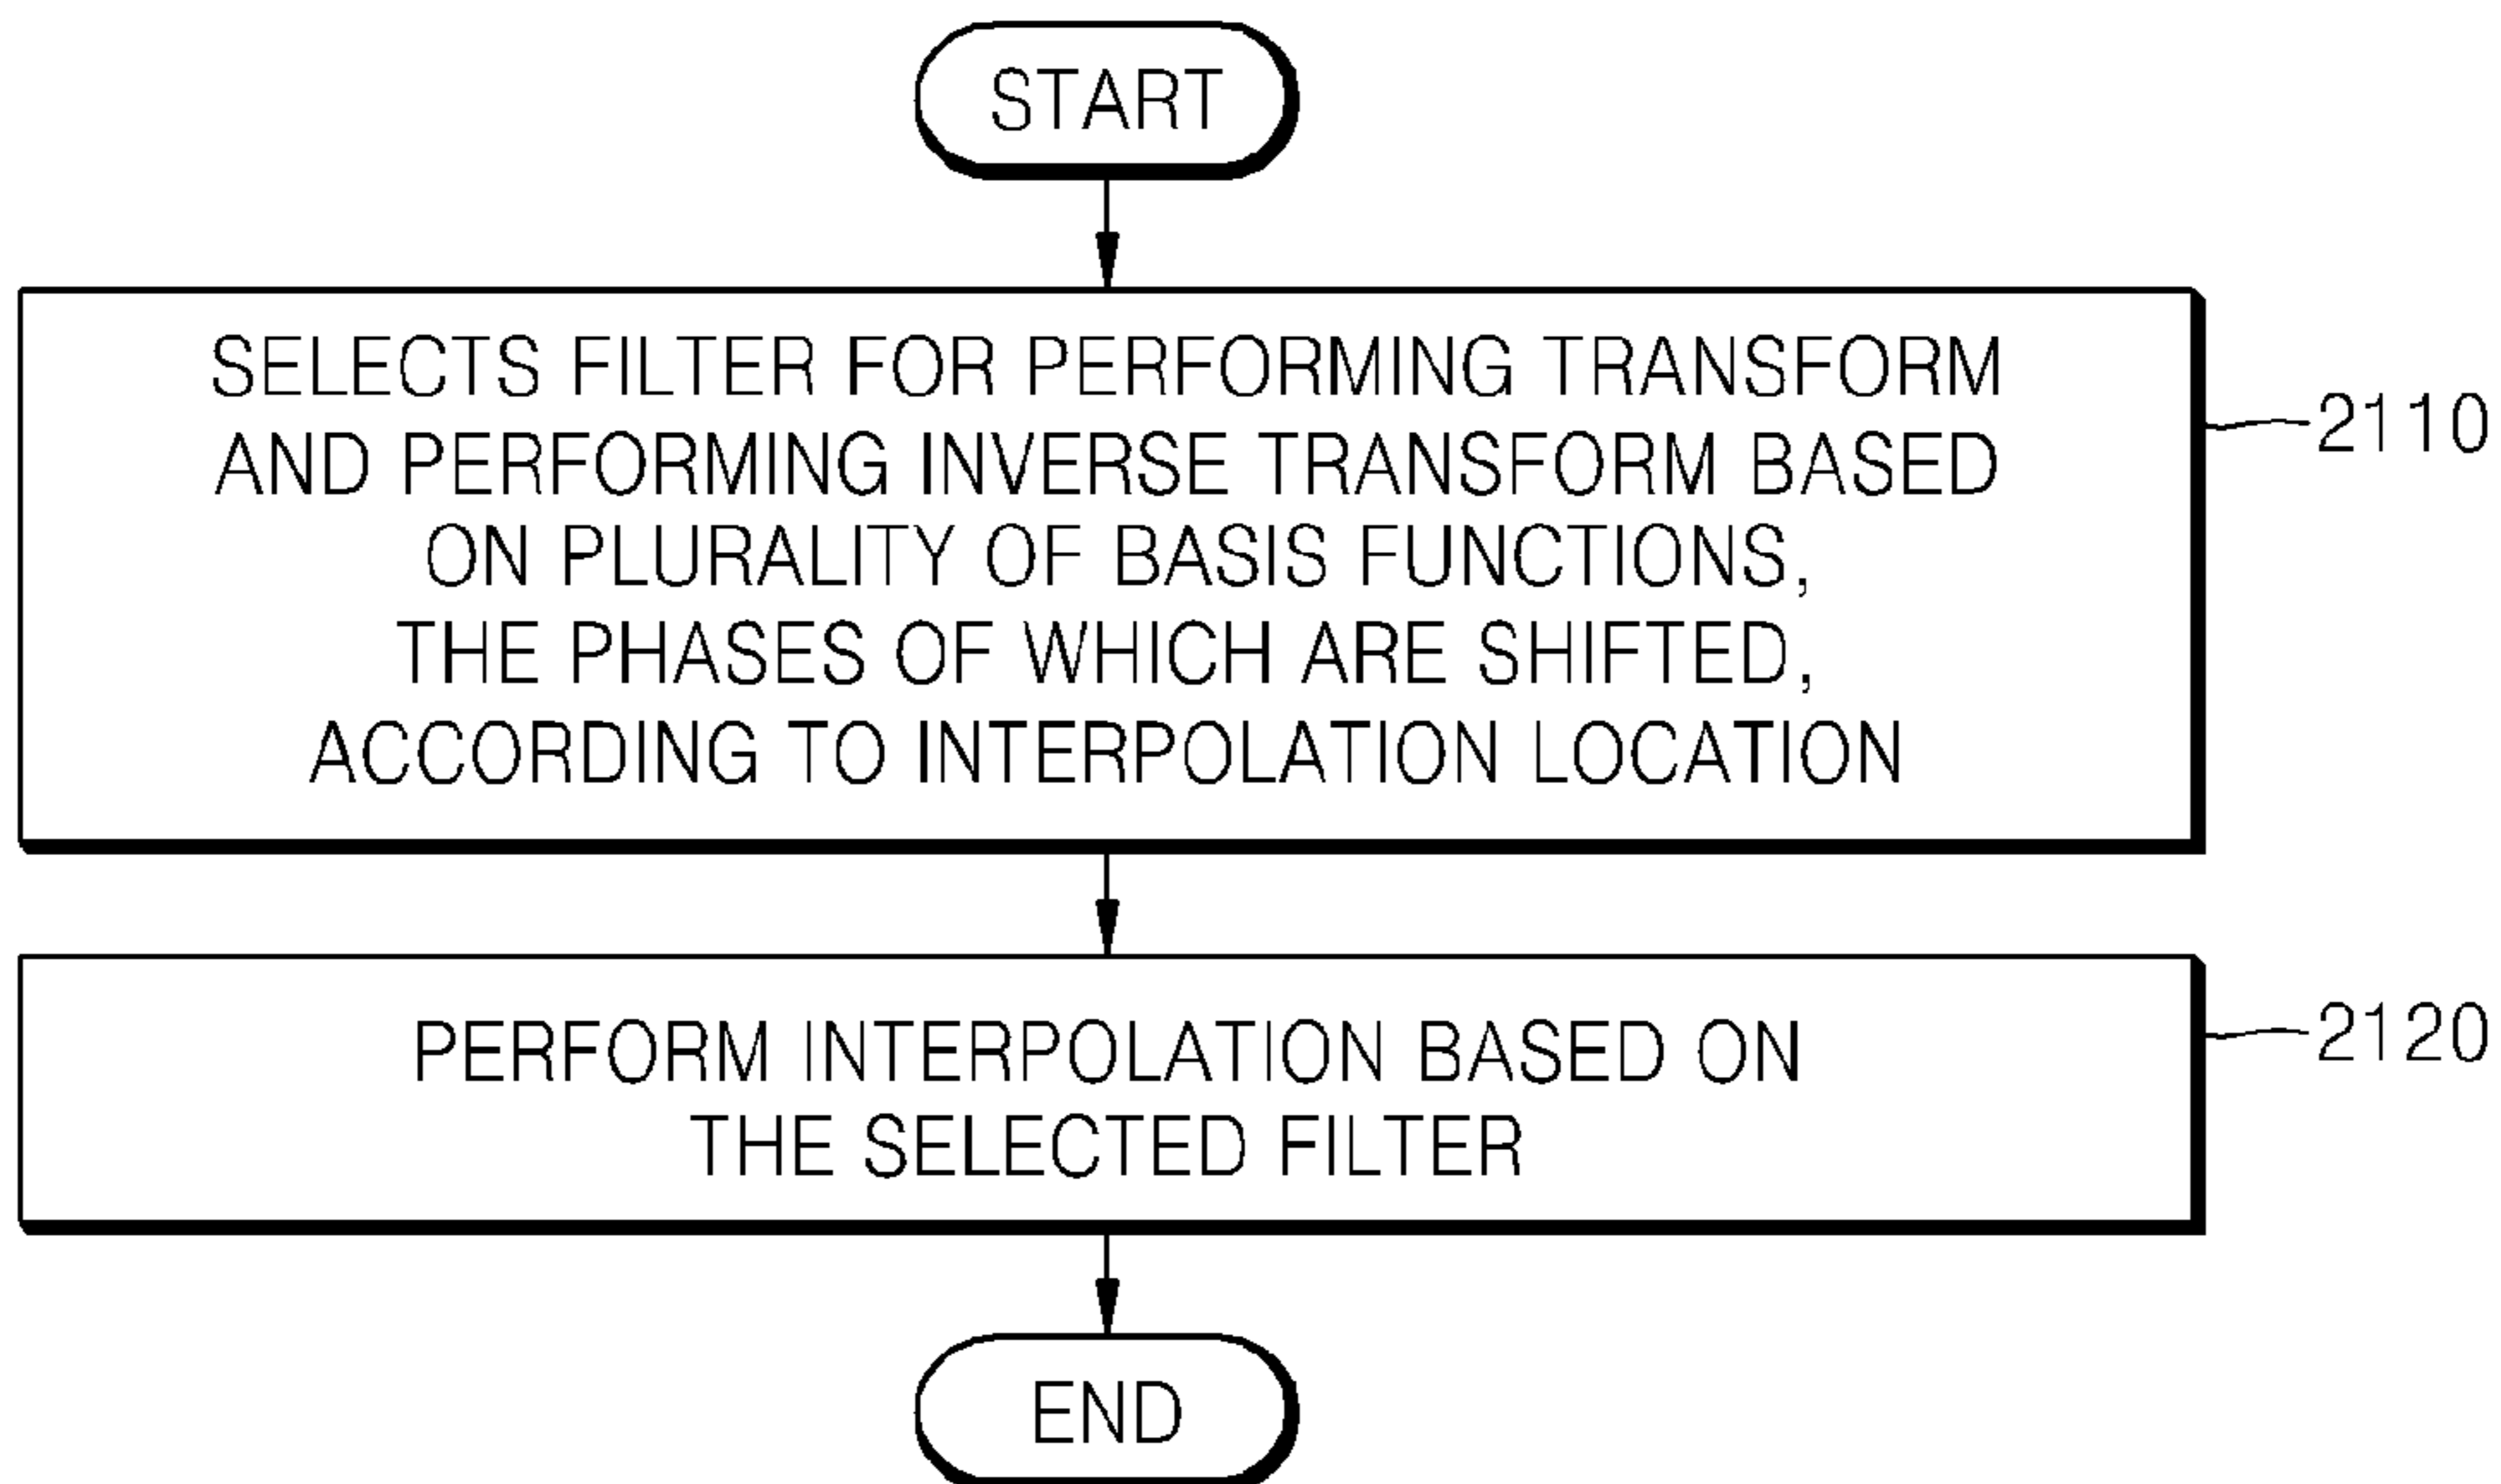 START
SELECTS FILTER FOR PERFORMING TRANSFORM
AND PERFORMING INVERSE TRANSFORM BASED
ON PLURALITY OF BASIS FUNCTIONS,
THE PHASES OF WHICH ARE SHIFTED,
ACCORDING TO INTERPOLATION LOCATION
2110
PERFORM INTERPOLATION BASED ON
THE SELECTED FILTER
2120
END